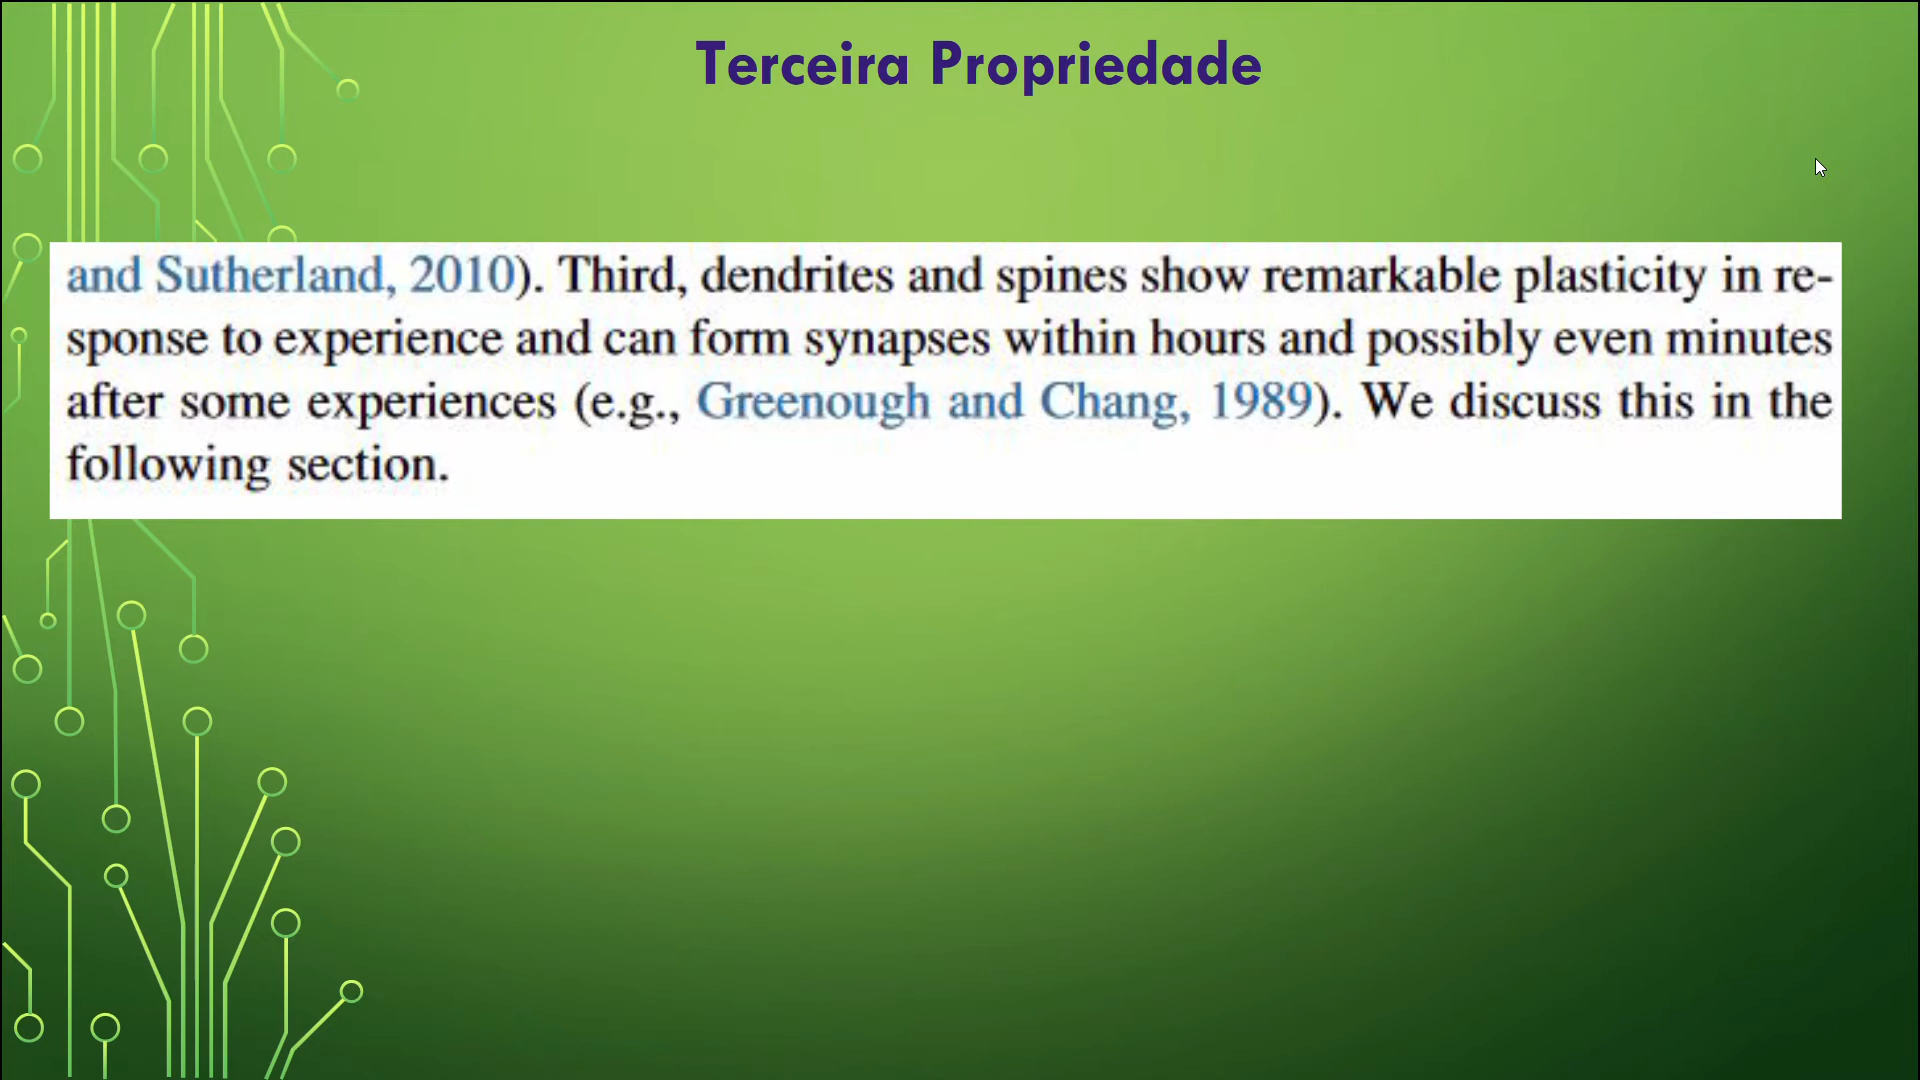 Terceira Propriedade
and Sutherland, 2010). Third, dendrites and spines show remarkable plasticity in re-
sponse to experience and can form synapses within hours and possibly even minutes
after some experiences (e.g., Greenough and Chang, 1989). We discuss this in the
following section.